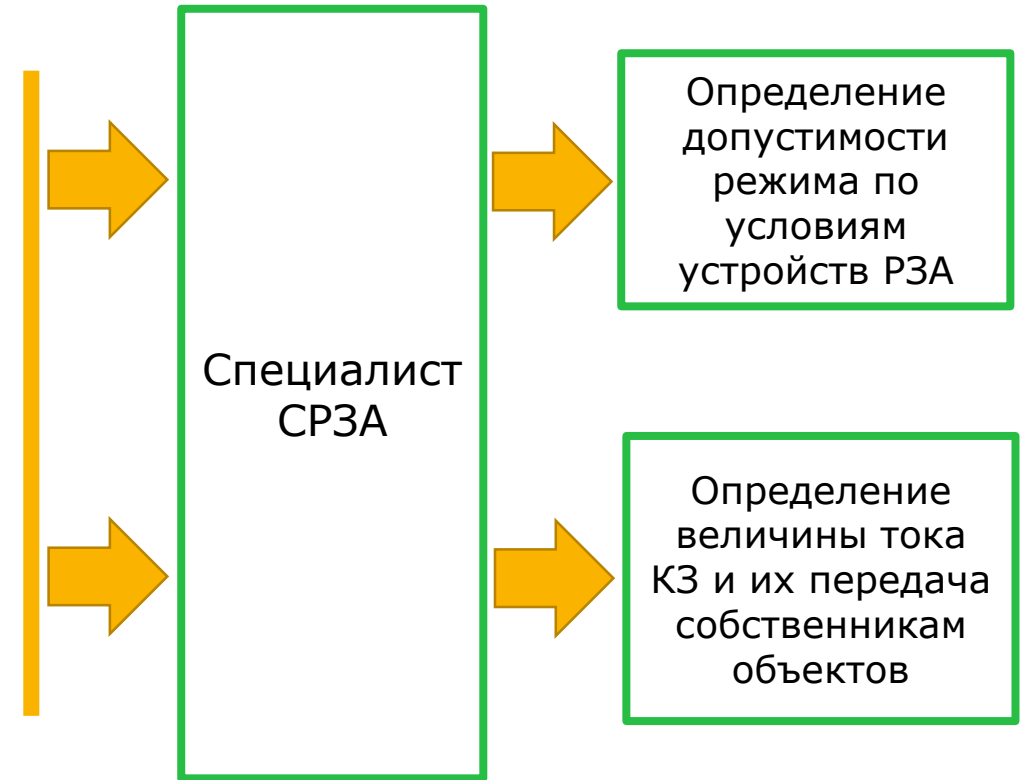 Специалист
СРЗА
Определение
допустимости
режима по
условиям
устройств РЗА
Определение
величины тока
КЗ и их передача
собственникам
объектов